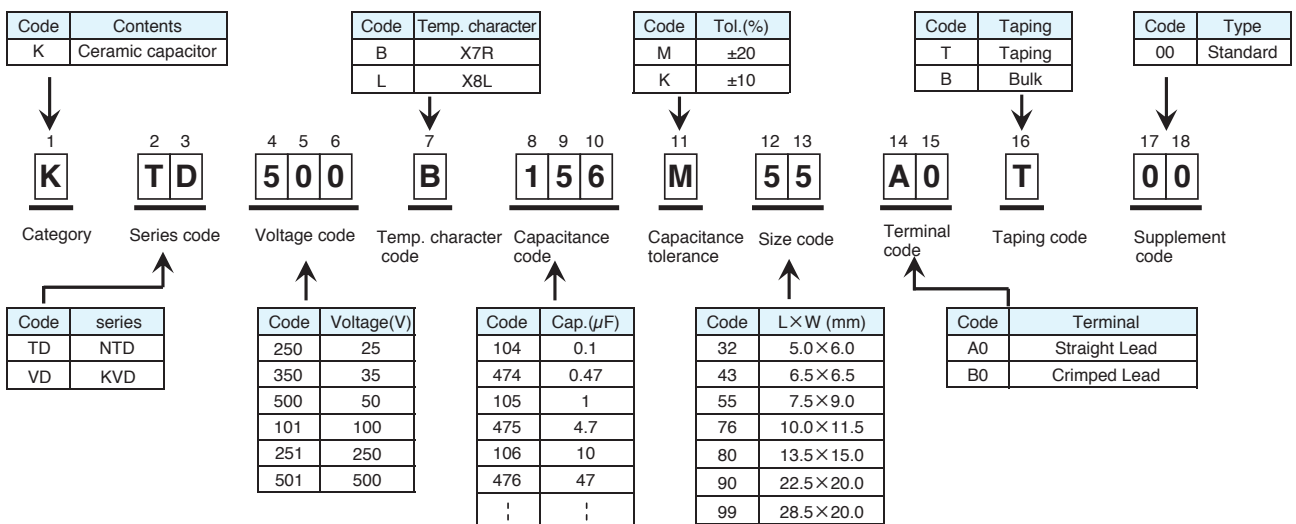 Code Contents
K Ceramic capacitor
Code Temp. character
B X7R
L X8L
Code Tol.(%)
M ±20
K ±10
Code Taping
T Taping
B Bulk
Code Type
00 Standard
1 2 3 4 5 6 7 8 9 10 11 12 13 14 15 16 17 18
K T D 5 0 0 B 1 5 6 M 5 5 A 0 T 0 0
Category
Series code
Voltage code
Temp. character
code
Capacitance
code
Capacitance
tolerance
Size code
Terminal
code
Taping code
Supplement
code
Code series
TD NTD
VD KVD
Code Voltage(V)
250 25
350 35
500 50
101 100
251 250
501 500
Code Cap.(μF)
104 0.1
474 0.47
105 1
475 4.7
106 10
476 47
Code L×W (mm)
32 5.0×6.0
43 6.5×6.5
55 7.5×9.0
76 10.0×11.5
80 13.5×15.0
90 22.5×20.0
99 28.5×20.0
Code Terminal
A0 Straight Lead
B0 Crimped Lead